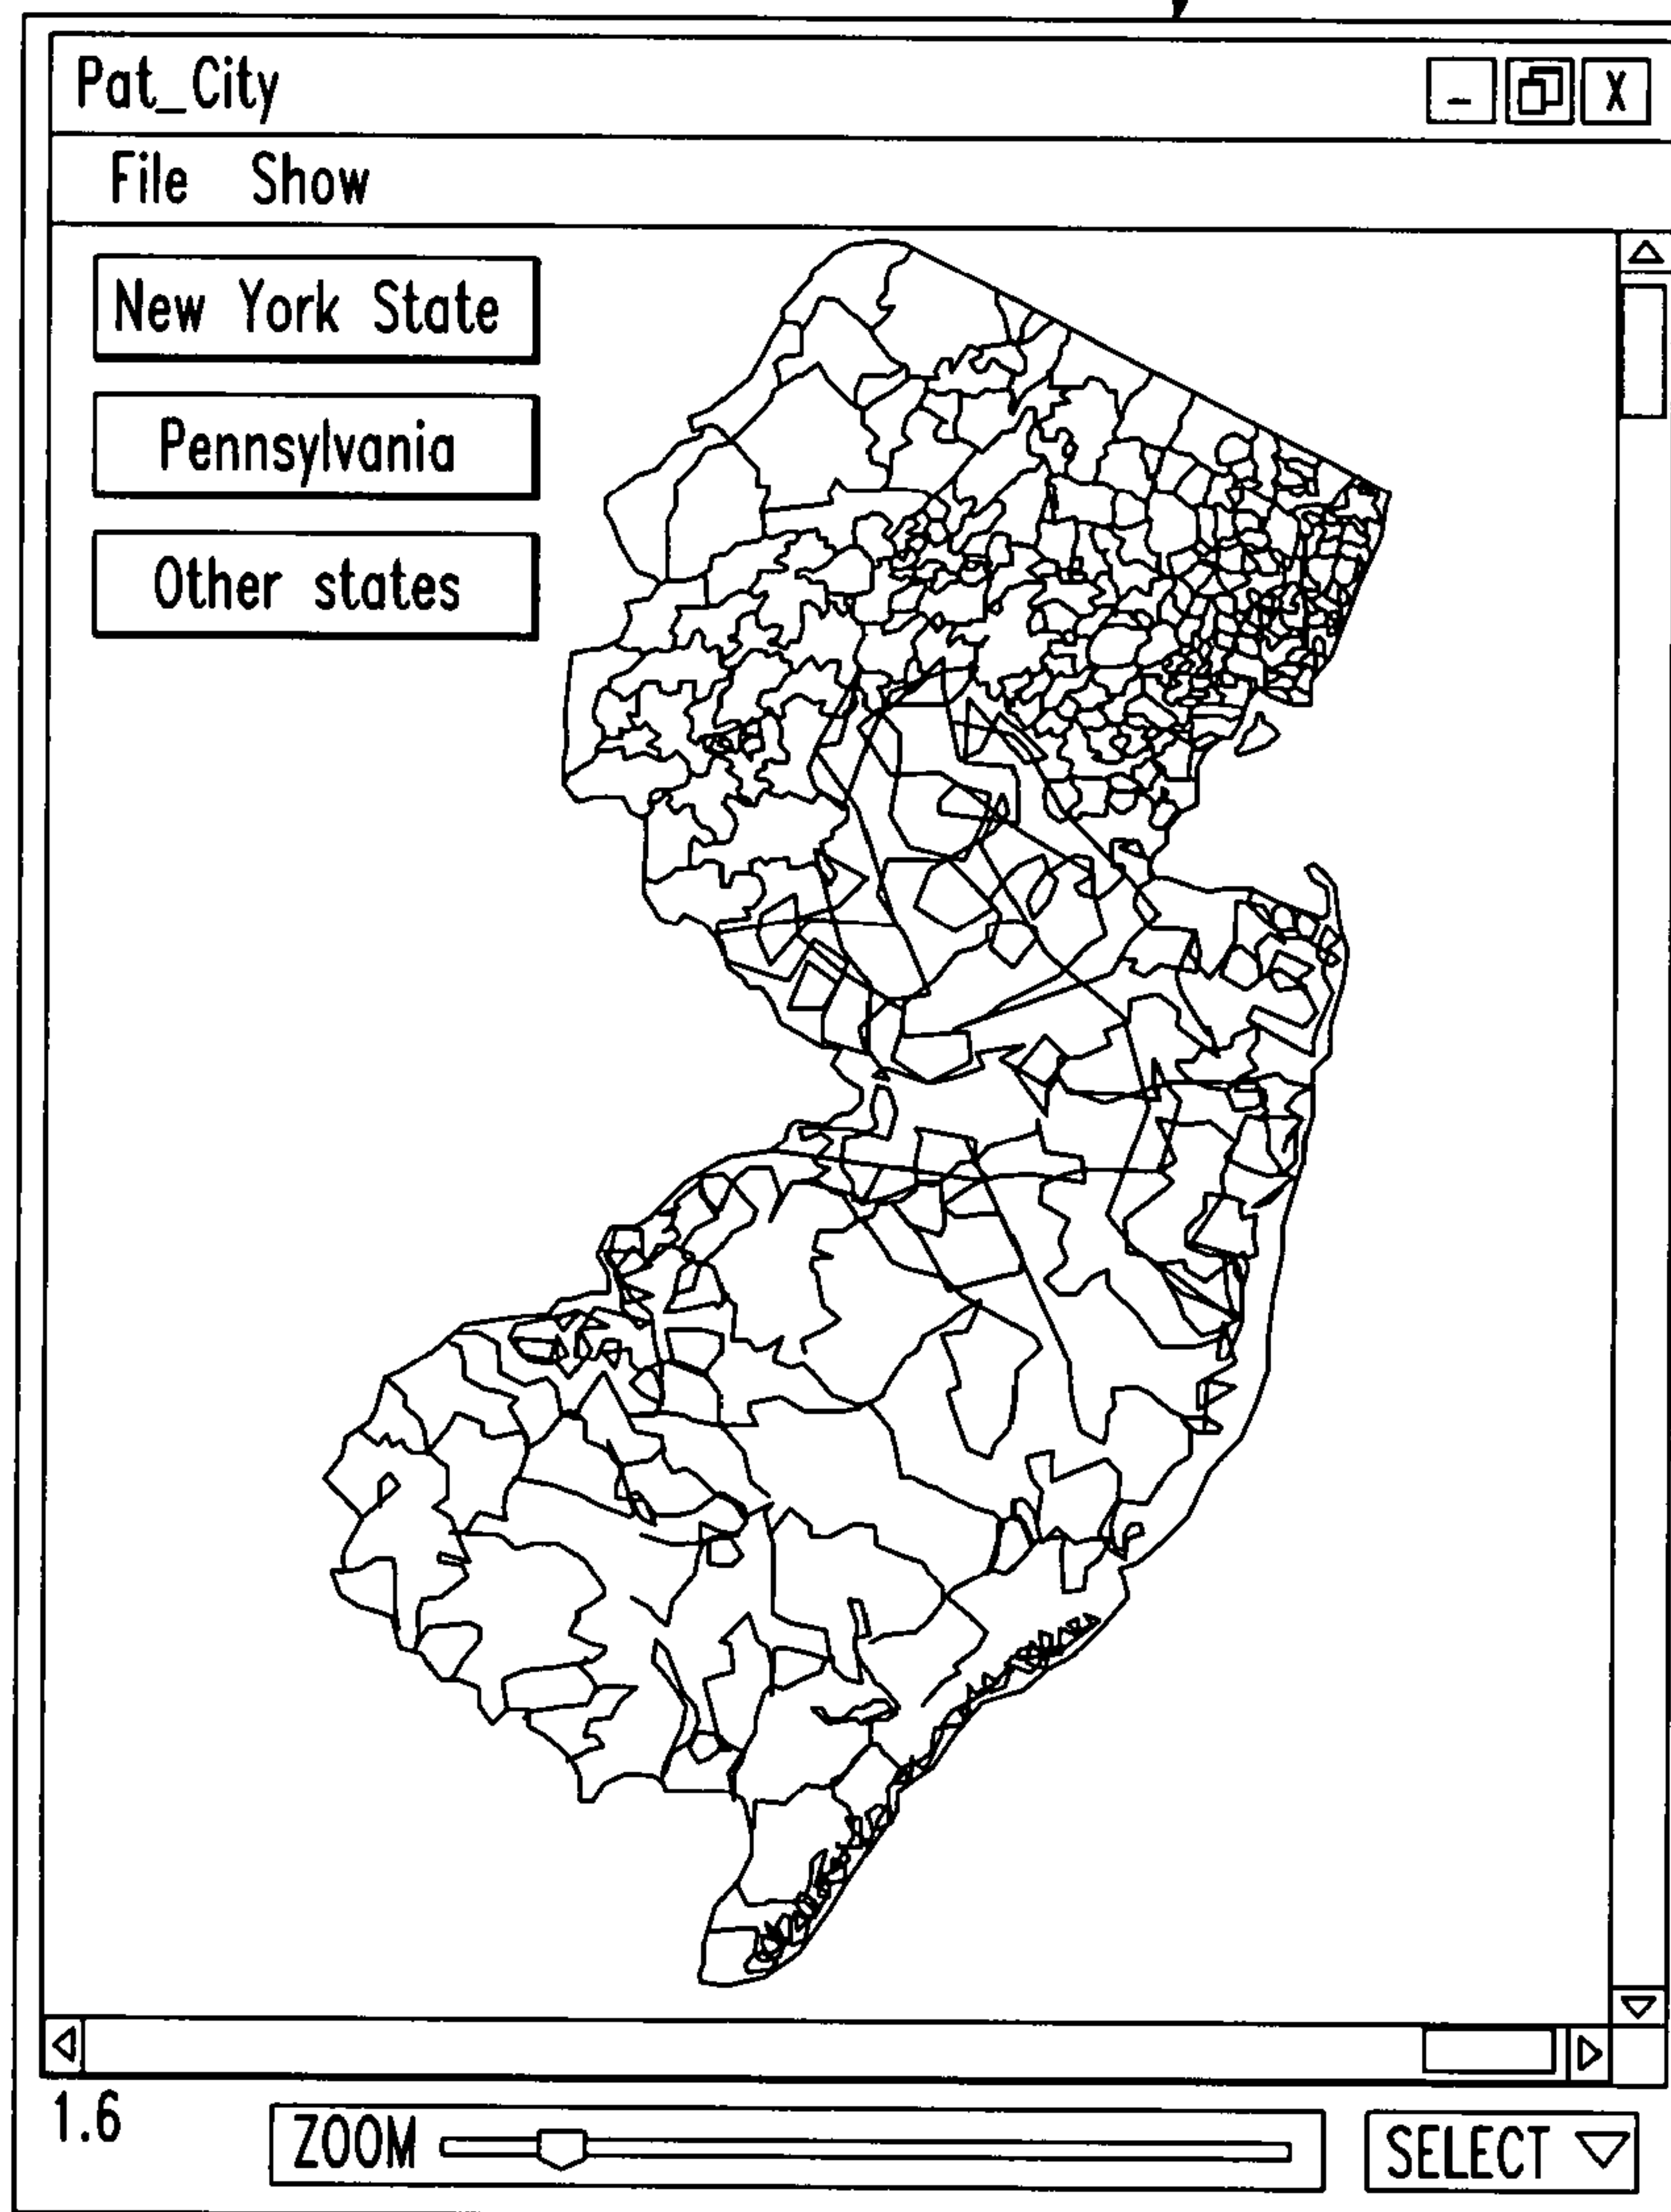 Pat_City
File Show
New York State
Pennsylvania
Other states
1.6
ZOOM
SELECT